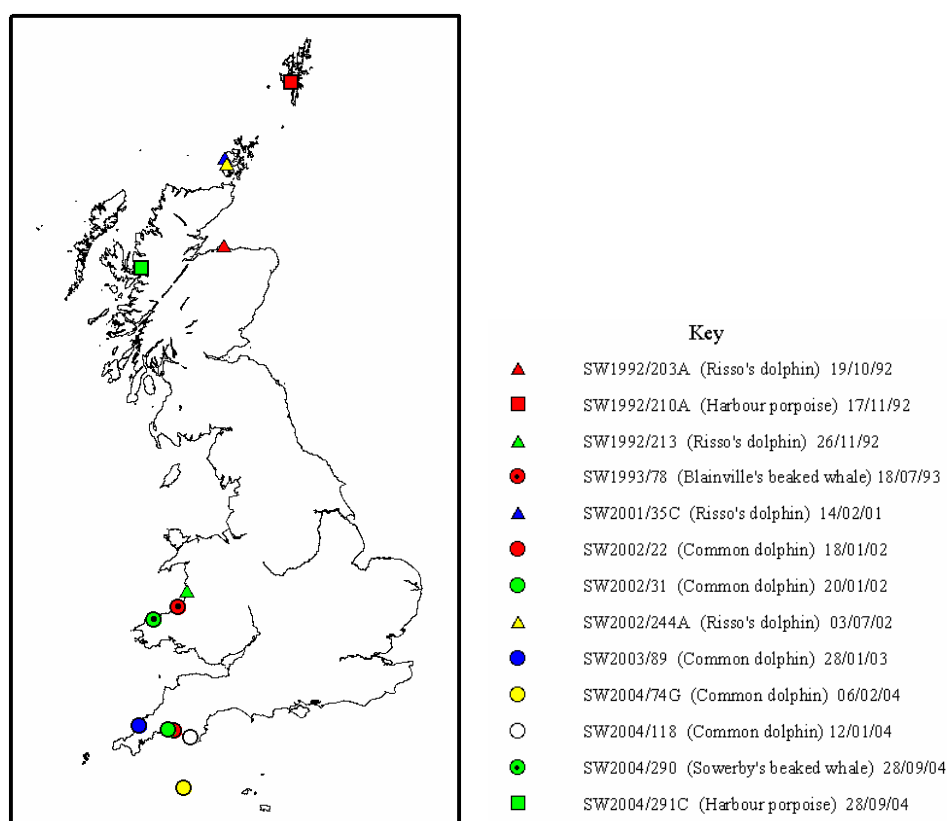 Key
SW1992/203A (Risso's dolphin) 19/10/92
SW1992/210A (Harbour porpoise) 17/11/92
SW1992/213 (Risso's dolphin) 26/11/92
SW1993/78 (Blainville's beaked whale) 18/07/93
SW2001/35C (Risso's dolphin) 14/02/01
SW2002/22 (Common dolphin) 18/01/02
SW2002/31 (Common dolphin) 20/01/02
SW2002/244A (Risso's dolphin) 03/07/02
SW2003/89 (Common dolphin) 28/01/03
SW2004/74G (Common dolphin) 06/02/04
SW2004/118 (Common dolphin) 12/01/04
SW2004/290 (Sowerby's beaked whale) 28/09/04
SW2004/291C (Harbour porpoise) 28/09/04